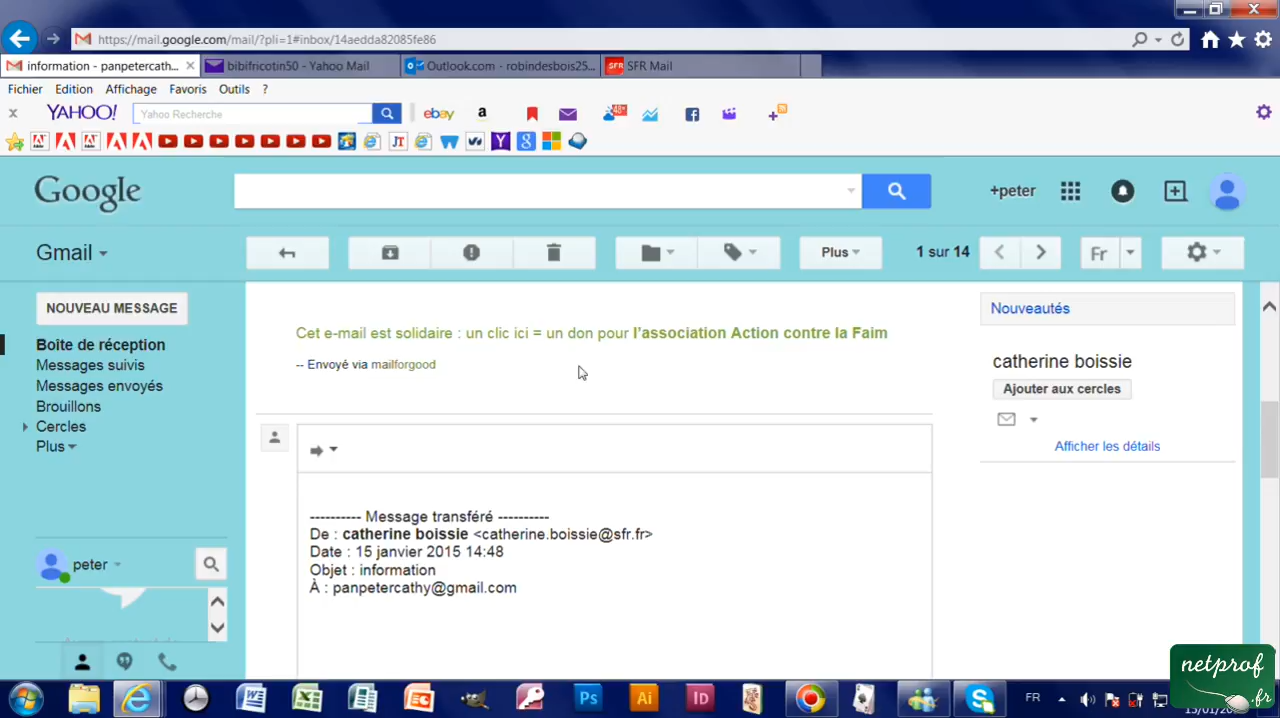 https://mail.google.com/mail/?pli=1#inbox/14aedda82085fe86
information - panpetercath... bibifricotin50 - Yahoo Mail Outlook.com - robindesbois25... SFR SFR Mail
Fichier Edition Affichage Favoris Outils ?
x YAHOO! Yahoo Recherche ebay a
Google
+peter
Gmail
Plus
1 sur 14
Fr
NOUVEAU MESSAGE
Boîte de réception
Messages suivis
Messages envoyés
Brouillons
Cercles
Plus
peter
Cet e-mail est solidaire : un clic ici = un don pour l'association Action contre la Faim
-- Envoyé via mailforgood
---------- Message transféré ----------
De : catherine boissie <catherine.boissie@sfr.fr>
Date : 15 janvier 2015 14:48
Objet : information
À : panpetercathy@gmail.com
Nouveautés
catherine boissie
Ajouter aux cercles
Afficher les détails
netprof
.fr
Ps Ai ID
FR